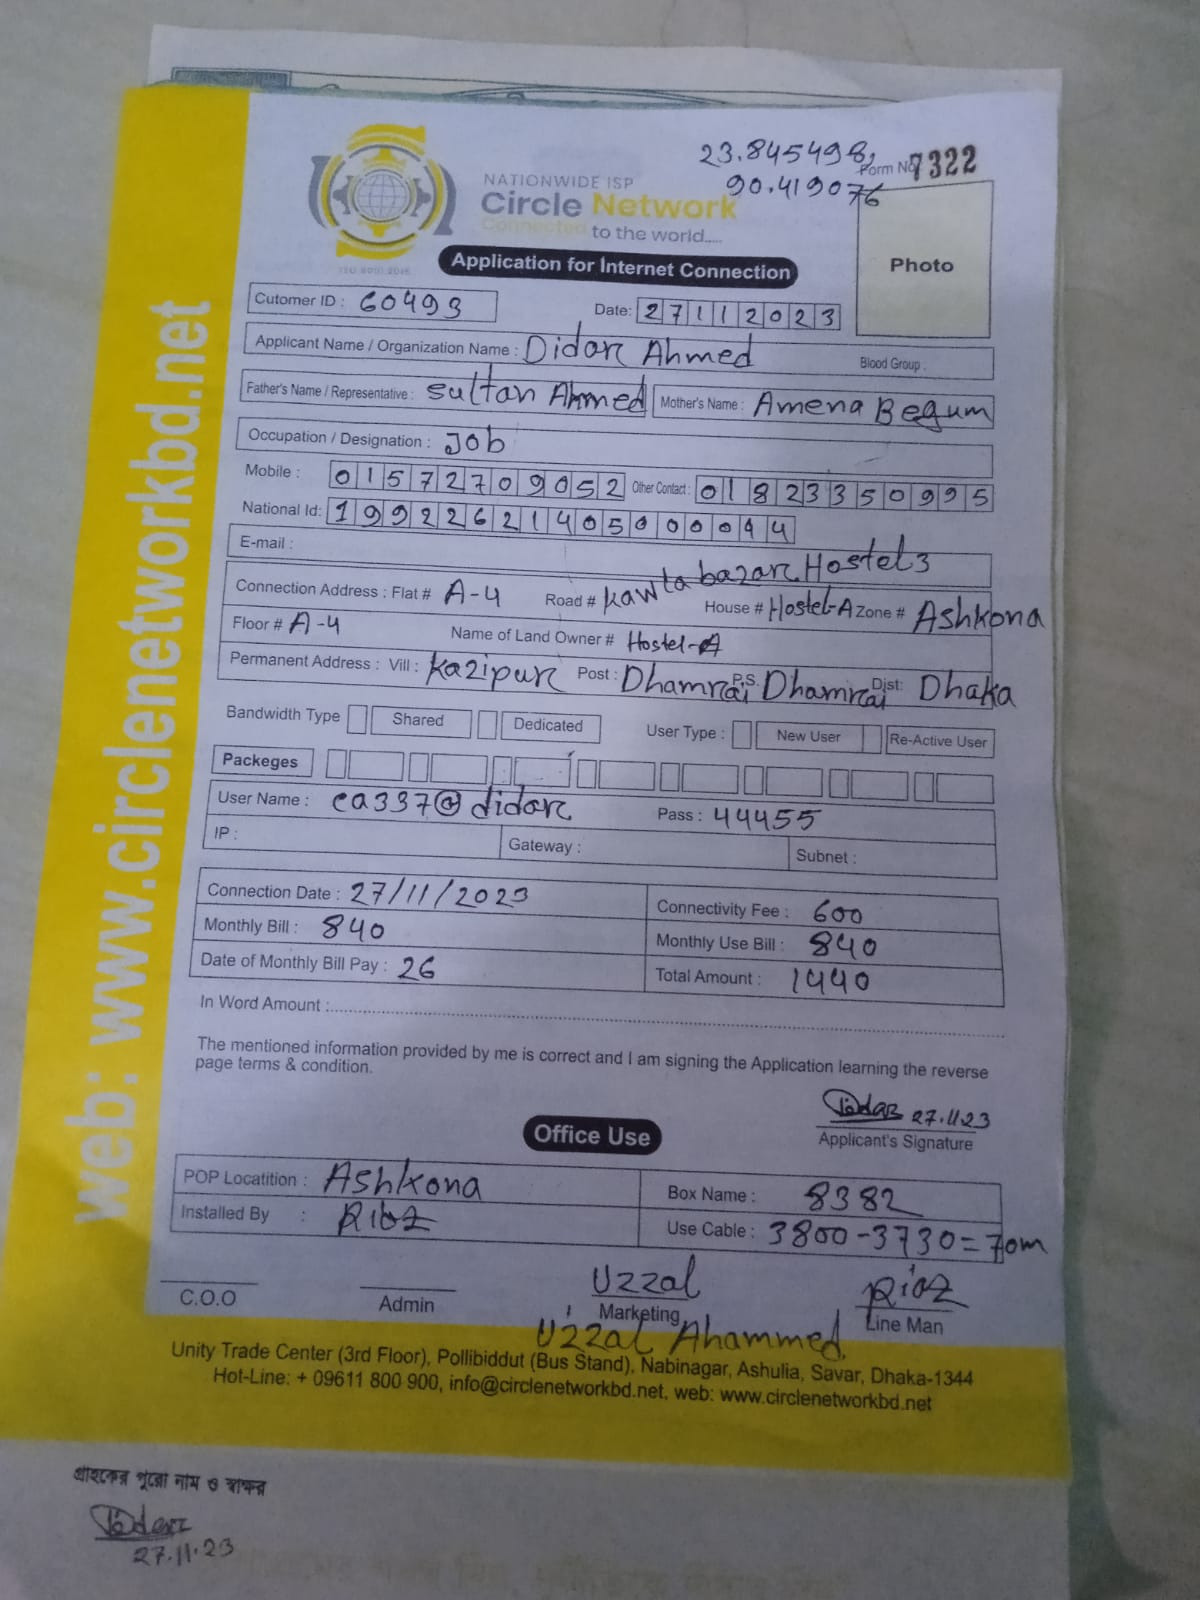 23.845498,
90.419076
Form No 7322
NATIONWIDE ISP
Circle Network
Connected to the world.....
ISO 9001:2015
Photo
Application for Internet Connection
Cutomer ID : 60493 Date: 27112023
Applicant Name / Organization Name : Didar Ahmed Blood Group :
Father's Name / Representative : Sultan Ahmed Mother's Name : Amena Begum
Occupation / Designation : Job
Mobile : 01572709052 Other Contact : 01823350995
National Id: 19922621405000044
E-mail :
Connection Address : Flat # A-4 Road # Kawla bazar Hostel 3 House # Hostel-A Zone # Ashkona
Floor # A-4 Name of Land Owner # Hostel-A
Permanent Address : Vill : Kazipur Post : Dhamrai P.S. Dhamrai Dist: Dhaka
Bandwidth Type Shared Dedicated User Type : New User Re-Active User
Packeges
User Name : ca337@didar Pass : 44455
IP : Gateway : Subnet :
Connection Date : 27/11/2023 Connectivity Fee : 600
Monthly Bill : 840 Monthly Use Bill : 840
Date of Monthly Bill Pay : 26 Total Amount : 1440
In Word Amount :
The mentioned information provided by me is correct and I am signing the Application learning the reverse
page terms & condition.
Didar 27.11.23
Applicant's Signature
Office Use
POP Locatition : Ashkona Box Name : 8382
Installed By : Riaz Use Cable : 3800-3730=70m
C.O.O Admin Uzzal Marketing Riaz Line Man
Uzzal Ahammed
Unity Trade Center (3rd Floor), Pollibiddut (Bus Stand), Nabinagar, Ashulia, Savar, Dhaka-1344
Hot-Line: + 09611 800 900, info@circlenetworkbd.net, web: www.circlenetworkbd.net
web: www.circlenetworkbd.net
গ্রাহকের পুরো নাম ও স্বাক্ষর
Didar
27.11.23